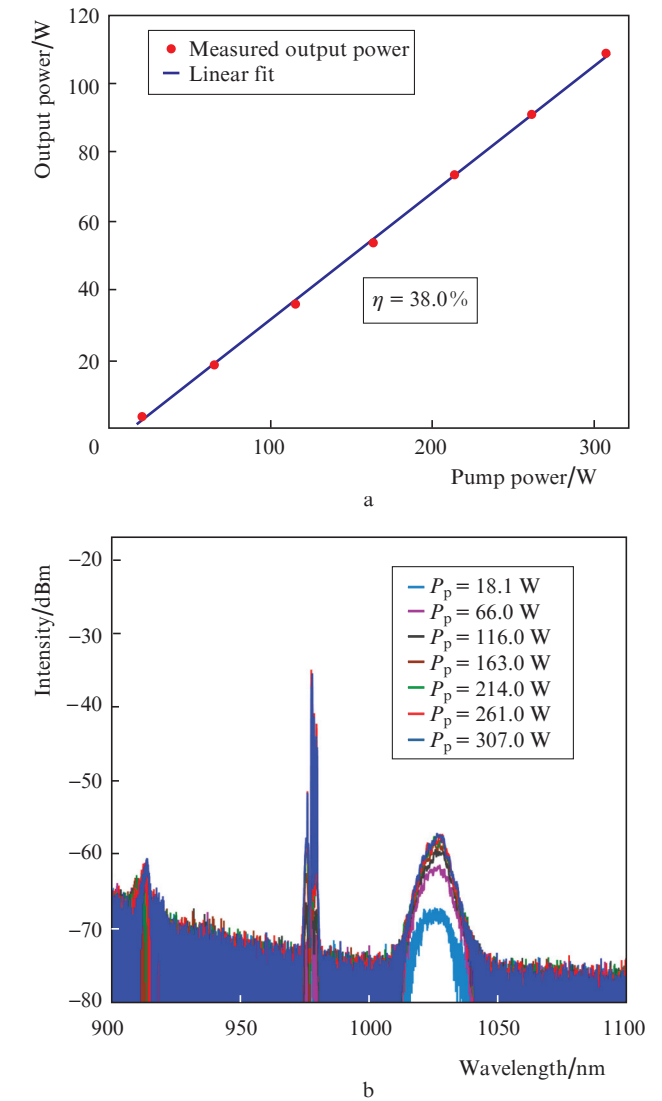 120
100
80
60
40
20
0
100
200
300
Output power/W
Measured output power
Linear fit
η = 38.0%
Pump power/W
a
−20
−30
−40
−50
−60
−70
−80
900
950
1000
1050
1100
Intensity/dBm
Pp = 18.1 W
Pp = 66.0 W
Pp = 116.0 W
Pp = 163.0 W
Pp = 214.0 W
Pp = 261.0 W
Pp = 307.0 W
Wavelength/nm
b